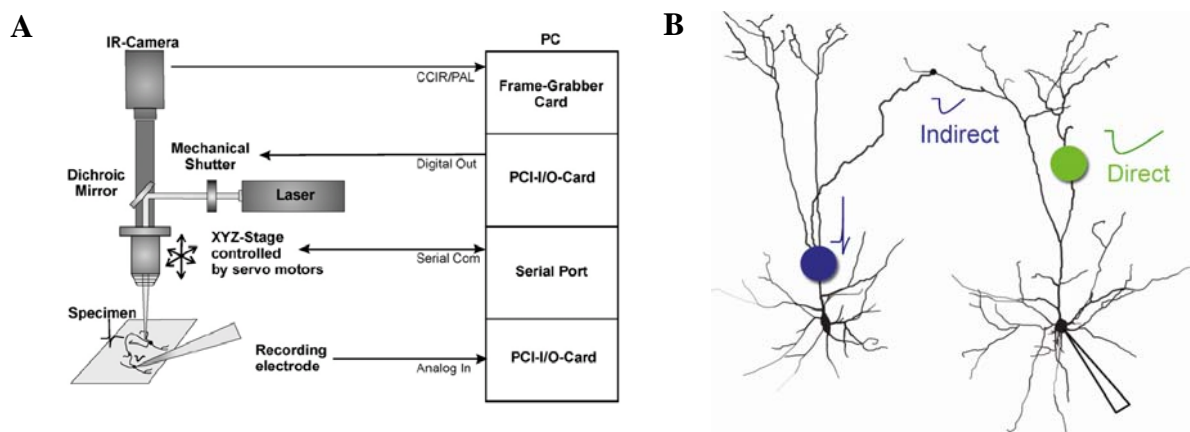 A
IR-Camera
PC
CCIR/PAL
Frame-Grabber
Card
Mechanical
Shutter
Digital Out
Dichroic
Mirror
Laser
PCI-I/O-Card
XYZ-Stage
controlled
by servo motors
Serial Com
Serial Port
Specimen
Recording
electrode
Analog In
PCI-I/O-Card
B
Indirect
Direct